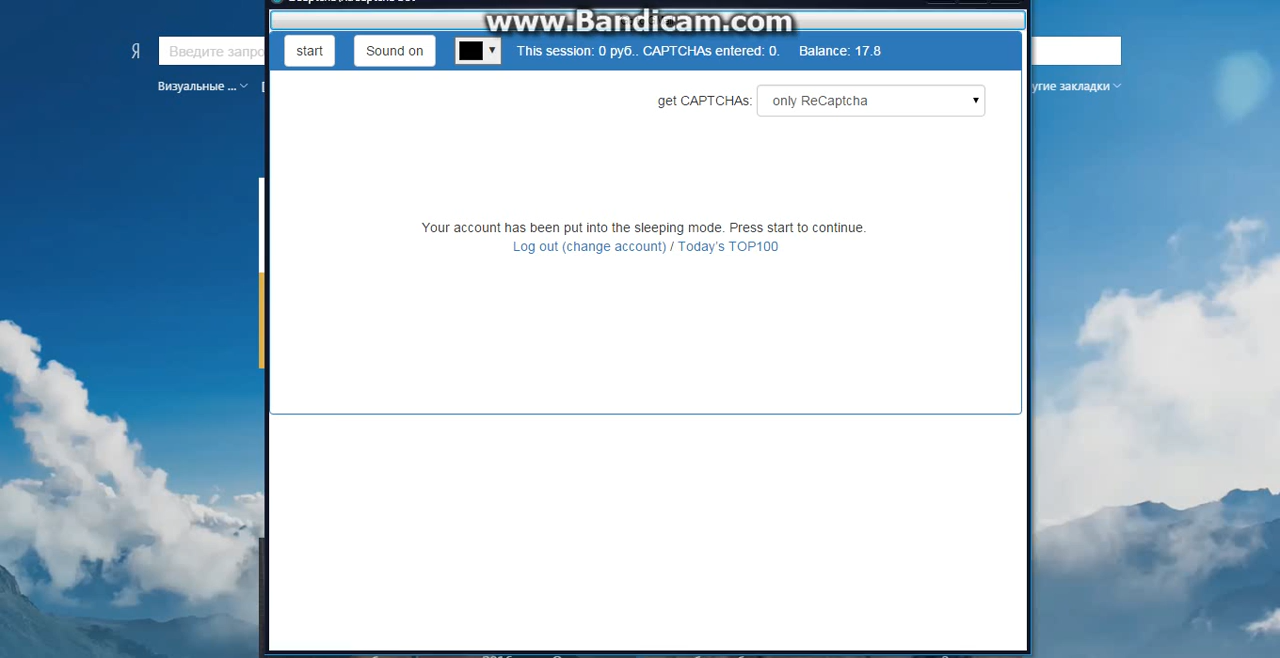 www.Bandicam.com
start
Sound on
This session: 0 руб.. CAPTCHAs entered: 0.
Balance: 17.8
Я
Введите запро
Визуальные ...
угие закладки
get CAPTCHAs:
only ReCaptcha
Your account has been put into the sleeping mode. Press start to continue.
Log out (change account) / Today's TOP100